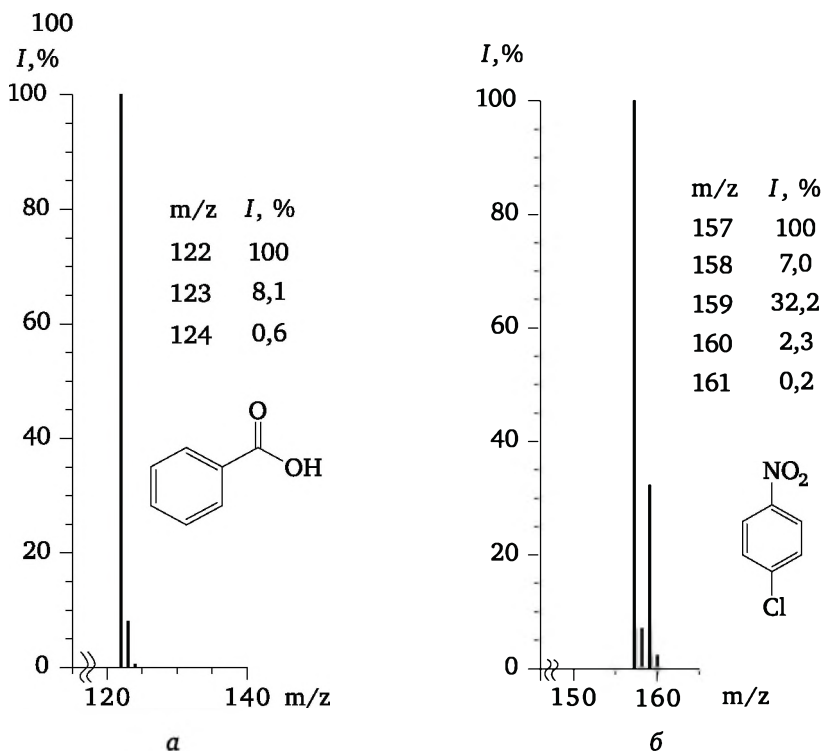 100
I,%
100
80
60
40
20
0
120
140 m/z
m/z I, %
122 100
123 8,1
124 0,6
O
OH
а
I,%
100
80
60
40
20
0
150 160 m/z
m/z I, %
157 100
158 7,0
159 32,2
160 2,3
161 0,2
NO₂
Cl
б